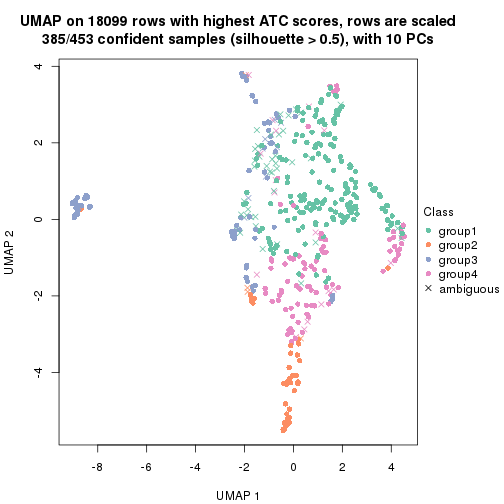 UMAP on 18099 rows with highest ATC scores, rows are scaled
385/453 confident samples (silhouette > 0.5), with 10 PCs
4
2
0
-2
-4
UMAP 2
-8
-6
-4
-2
0
2
4
UMAP 1
Class
group1
group2
group3
group4
ambiguous